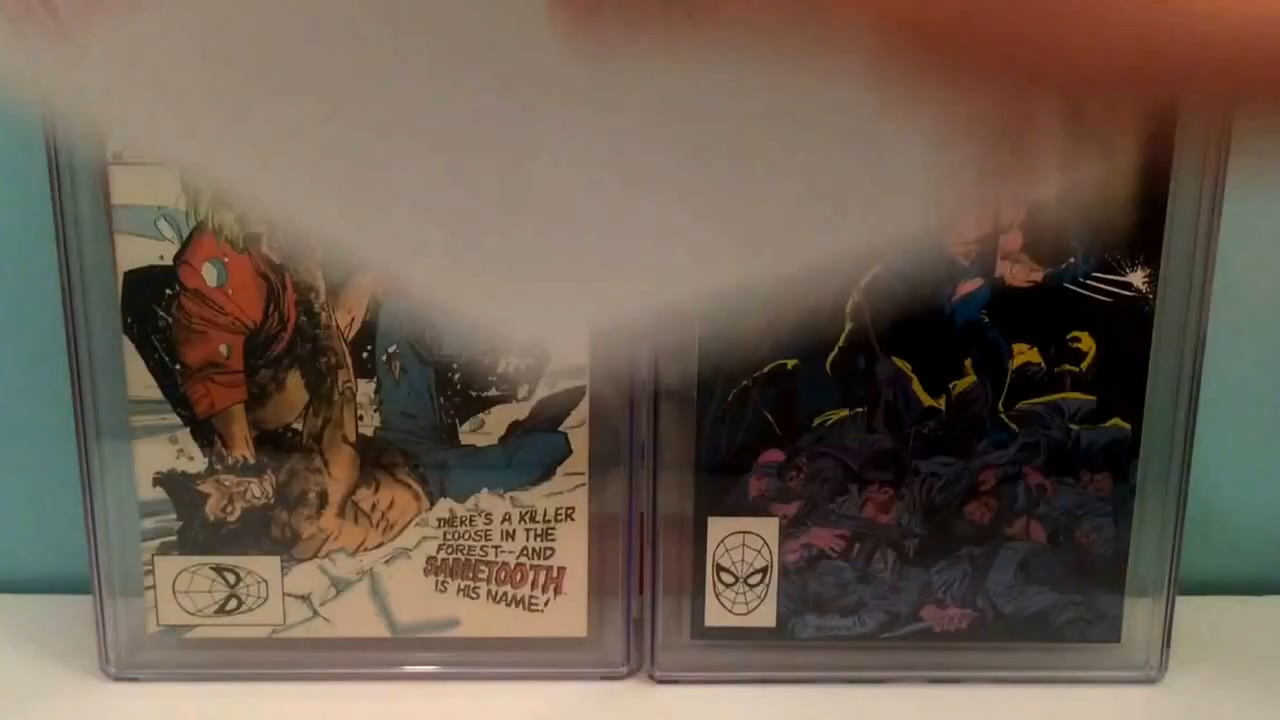 THERE'S A KILLER
LOOSE IN THE
FOREST--AND
SABRETOOTH
IS HIS NAME!